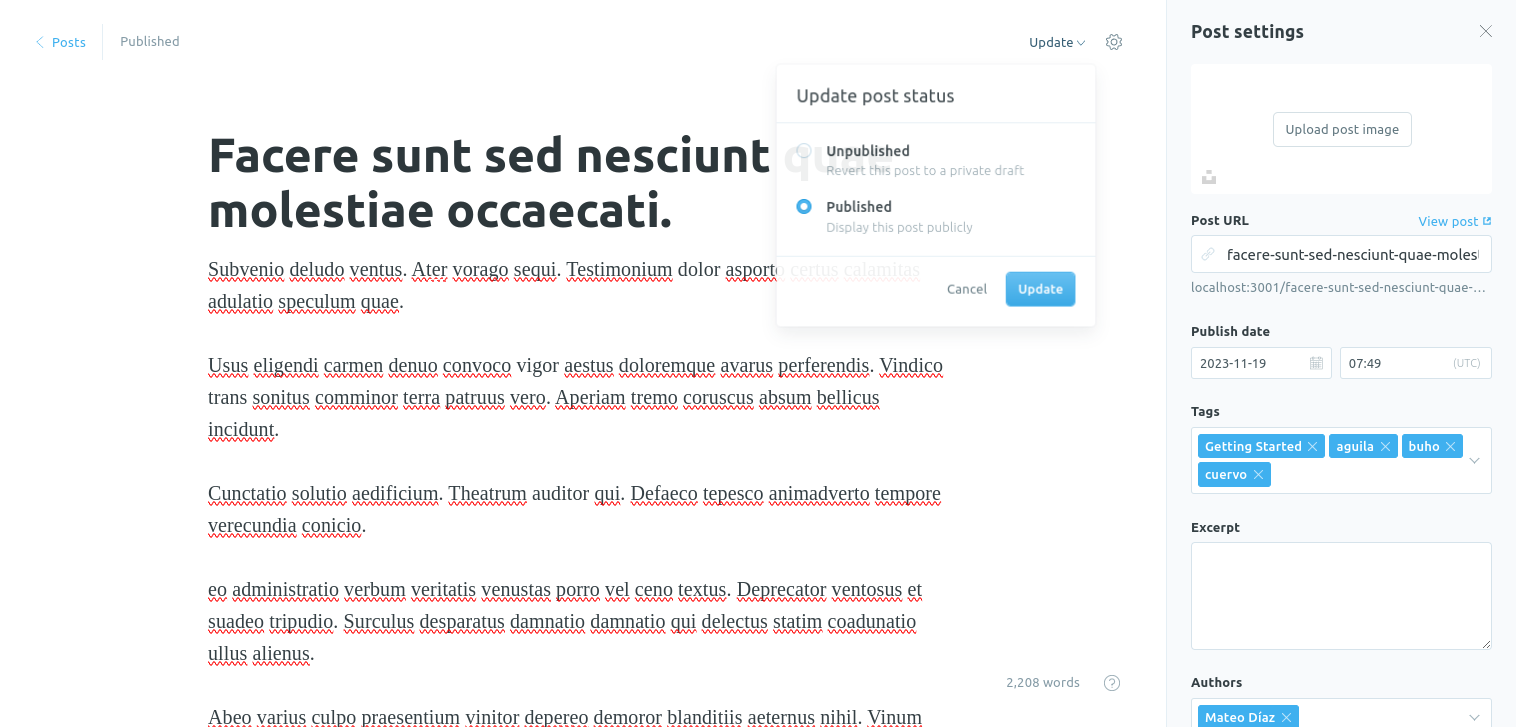 Posts
Published
Update
Update post status
Unpublished
Revert this post to a private draft
Published
Display this post publicly
Cancel
Update
Facere sunt sed nesciunt quae
molestiae occaecati.
Subvenio deludo ventus. Ater vorago sequi. Testimonium dolor asporto certus calamitas
adulatio speculum quae.
Usus eligendi carmen denuo convoco vigor aestus doloremque avarus perferendis. Vindico
trans sonitus comminor terra patruus vero. Aperiam tremo coruscus absum bellicus
incidunt.
Cunctatio solutio aedificium. Theatrum auditor qui. Defaeco tepesco animadverto tempore
verecundia conicio.
eo administratio verbum veritatis venustas porro vel ceno textus. Deprecator ventosus et
suadeo tripudio. Surculus desparatus damnatio damnatio qui delectus statim coadunatio
ullus alienus.
Abeo varius culpo praesentium vinitor depereo demoror blanditiis aeternus nihil. Vinum
2,208 words
Post settings
Upload post image
Post URL
View post
facere-sunt-sed-nesciunt-quae-moles
localhost:3001/facere-sunt-sed-nesciunt-quae-...
Publish date
2023-11-19
07:49
(UTC)
Tags
Getting Started
aguila
buho
cuervo
Excerpt
Authors
Mateo Díaz